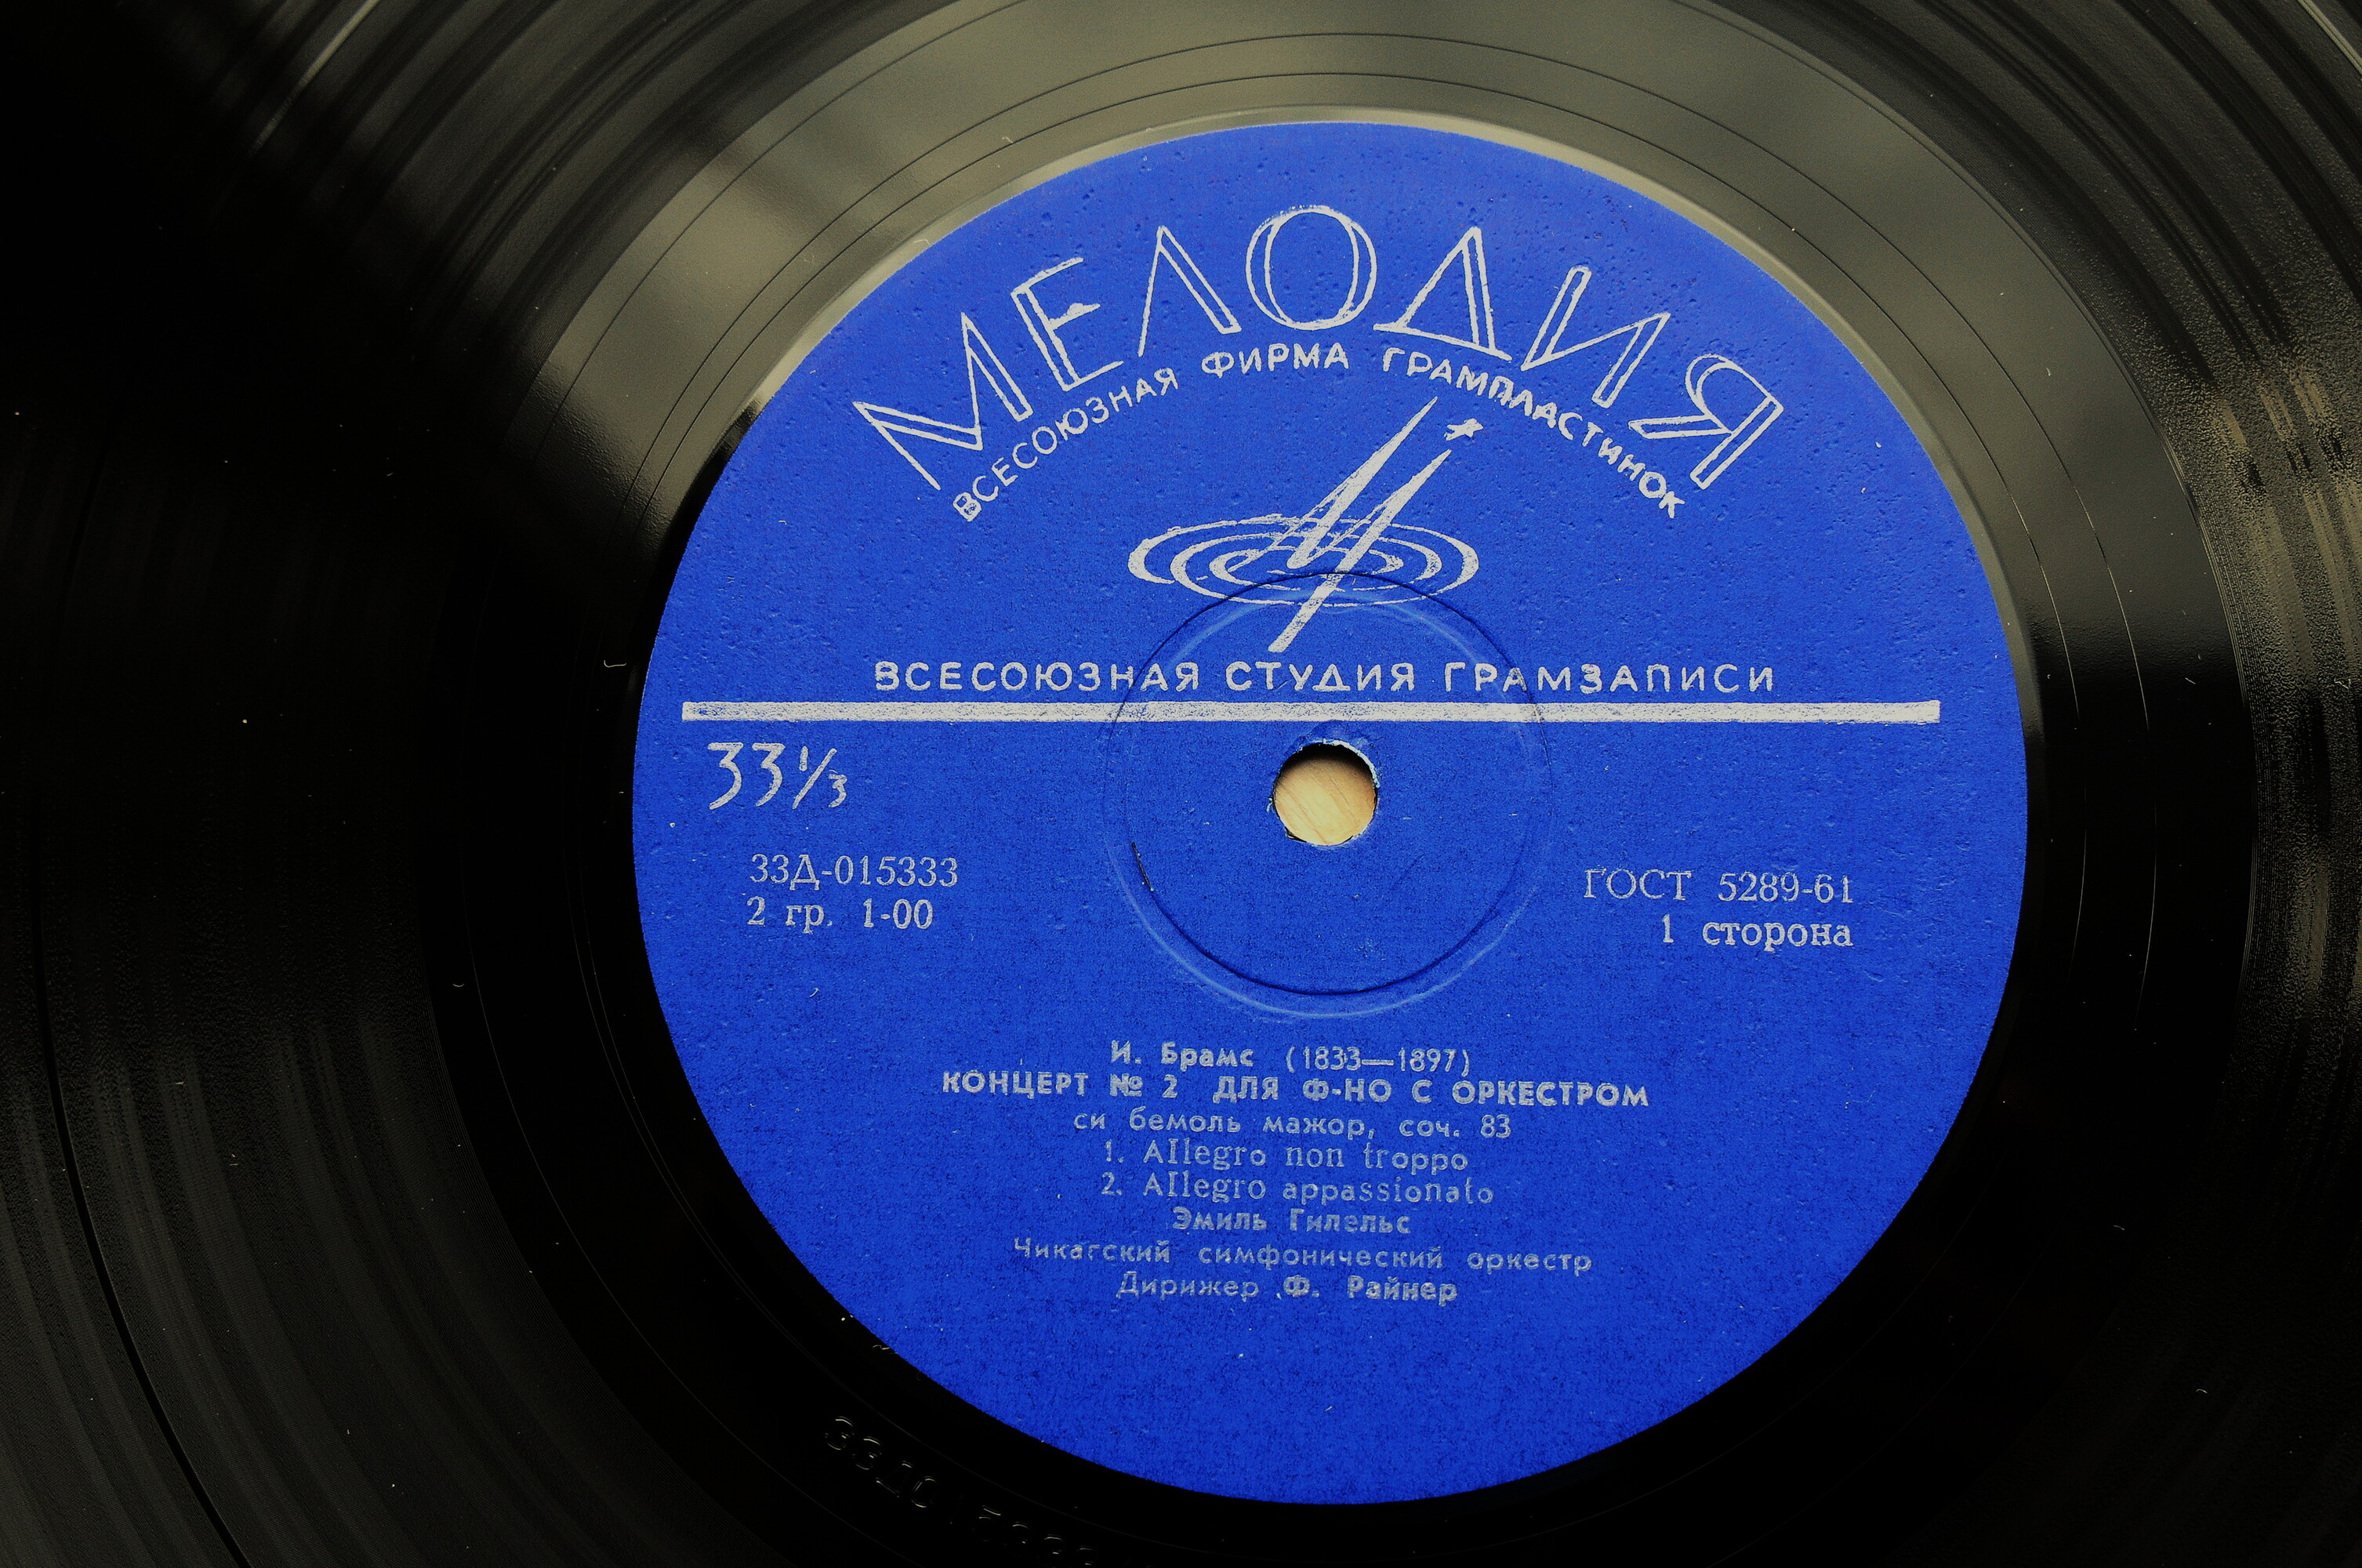 МЕЛОДИЯ
ВСЕСОЮЗНАЯ ФИРМА ГРАМПЛАСТИНОК
ВСЕСОЮЗНАЯ СТУДИЯ ГРАМЗАПИСИ
33 1/3
33Д-015333
2 гр. 1-00
ГОСТ 5289-61
1 сторона
И. Брамс (1833—1897)
КОНЦЕРТ № 2 ДЛЯ Ф-НО С ОРКЕСТРОМ
си бемоль мажор, соч. 83
1. Allegro non troppo
2. Allegro appassionato
Эмиль Гилельс
Чикагский симфонический оркестр
Дирижер Ф. Райнер